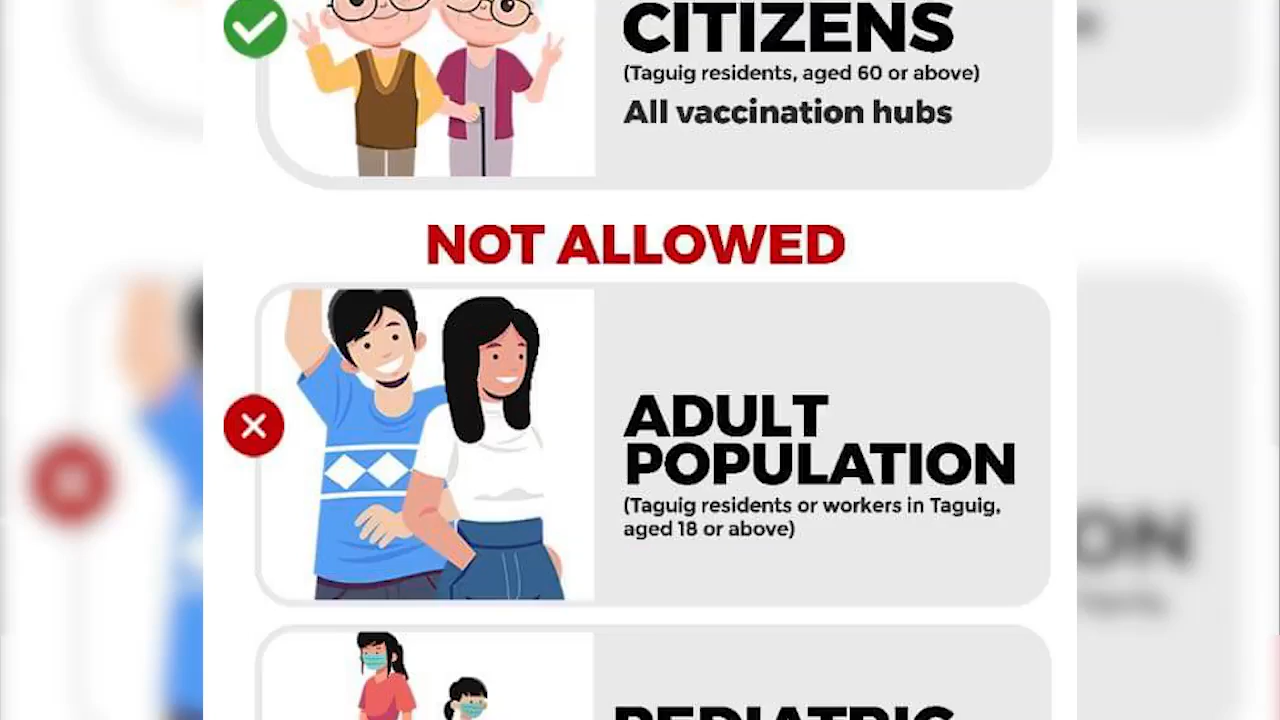 CITIZENS
(Taguig residents, aged 60 or above)
All vaccination hubs
NOT ALLOWED
ADULT
POPULATION
(Taguig residents or workers in Taguig,
aged 18 or above)
PEDIATRIC